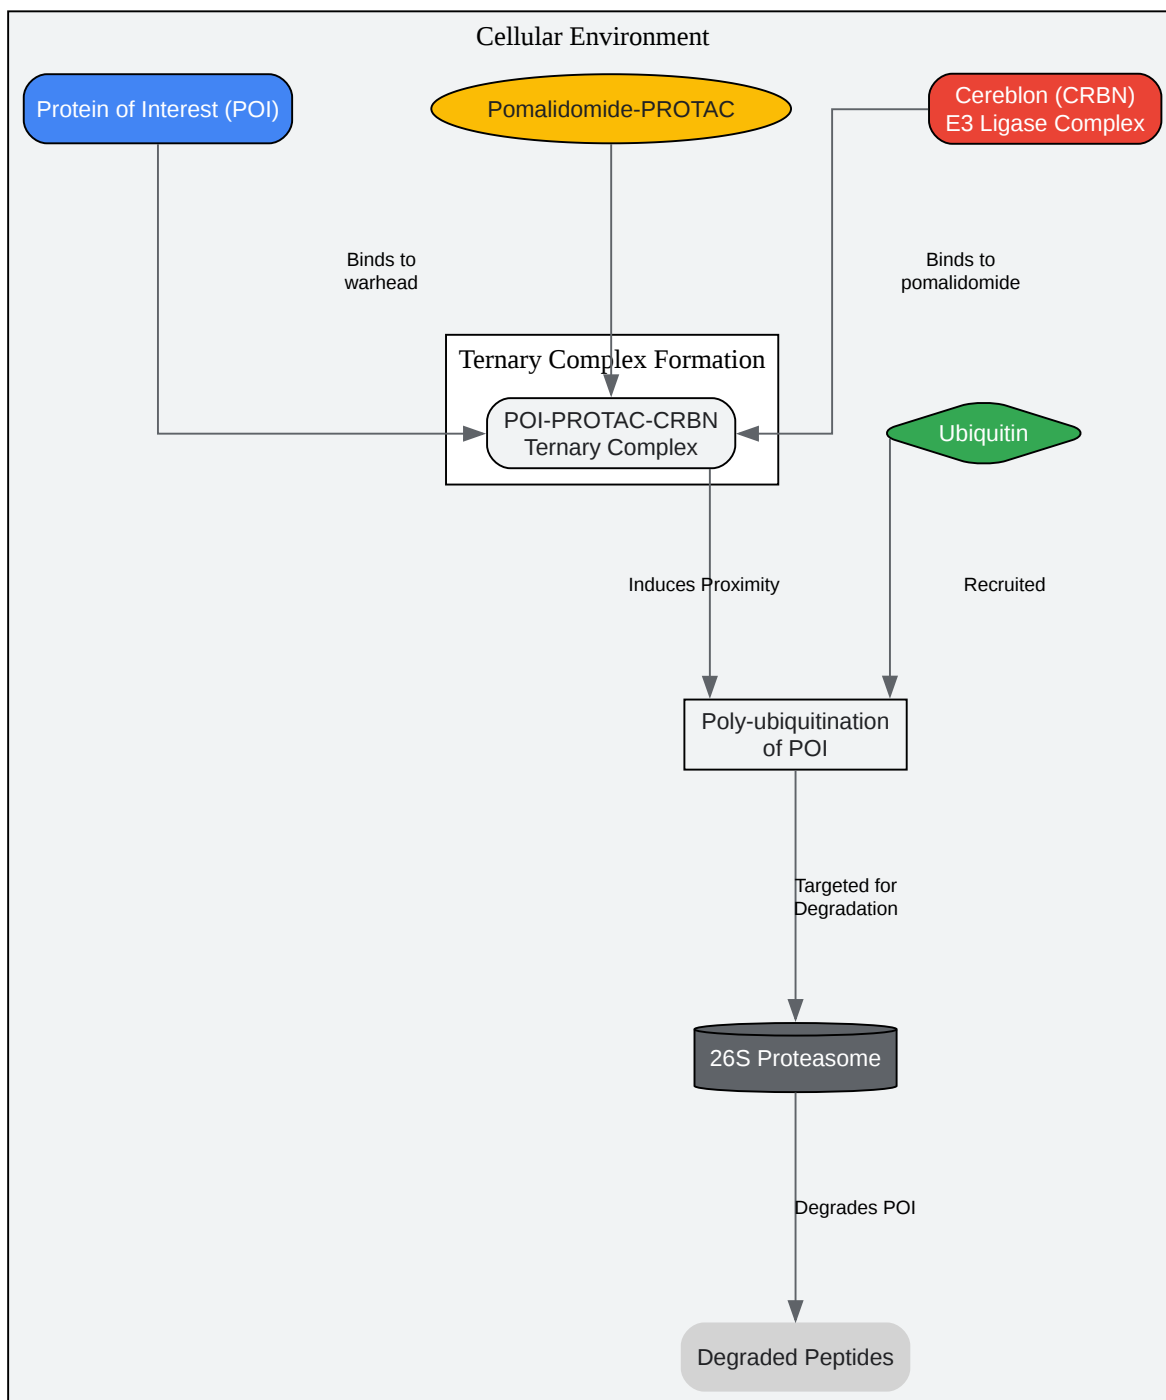 Cellular Environment
Protein of Interest (POI)
Pomalidomide-PROTAC
Cereblon (CRBN)
E3 Ligase Complex
Binds to
warhead
Binds to
pomalidomide
Ternary Complex Formation
POI-PROTAC-CRBN
Ternary Complex
Ubiquitin
Induces Proximity
Recruited
Poly-ubiquitination
of POI
Targeted for
Degradation
26S Proteasome
Degrades POI
Degraded Peptides